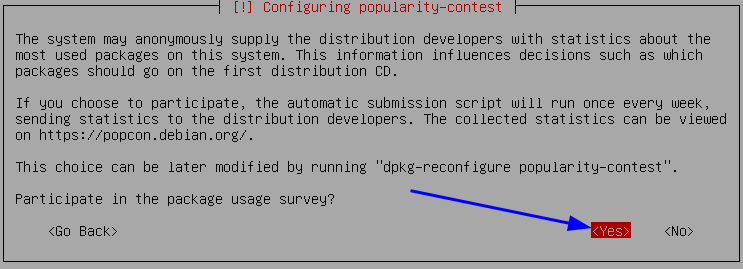 [!] Configuring popularity-contest
The system may anonymously supply the distribution developers with statistics about the
most used packages on this system. This information influences decisions such as which
packages should go on the first distribution CD.
If you choose to participate, the automatic submission script will run once every week,
sending statistics to the distribution developers. The collected statistics can be viewed
on https://popcon.debian.org/.
This choice can be later modified by running "dpkg-reconfigure popularity-contest".
Participate in the package usage survey?
<Go Back> <Yes> <No>